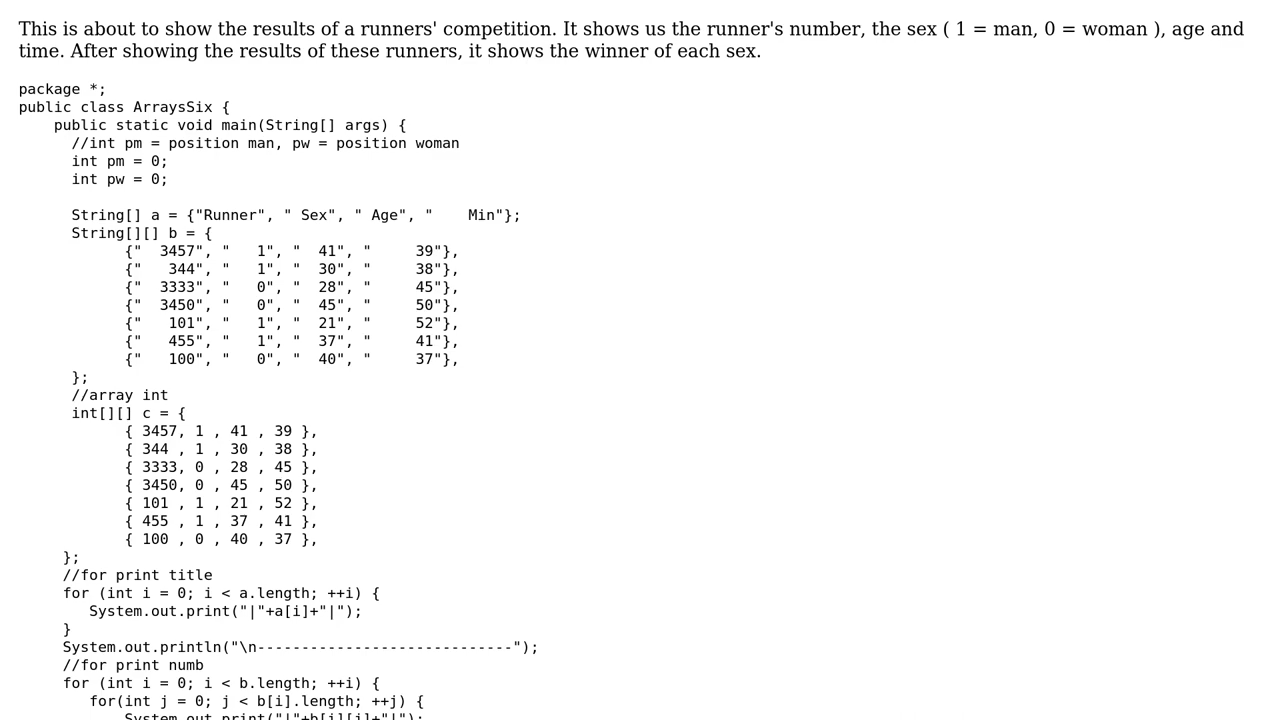 This is about to show the results of a runners' competition. It shows us the runner's number, the sex ( 1 = man, 0 = woman ), age and
time. After showing the results of these runners, it shows the winner of each sex.
package *;
public class ArraysSix {
    public static void main(String[] args) {
      //int pm = position man, pw = position woman
      int pm = 0;
      int pw = 0;
      String[] a = {"Runner", " Sex", " Age", "    Min"};
      String[][] b = {
            {"  3457", "   1", "  41", "     39"},
            {"   344", "   1", "  30", "     38"},
            {"  3333", "   0", "  28", "     45"},
            {"  3450", "   0", "  45", "     50"},
            {"   101", "   1", "  21", "     52"},
            {"   455", "   1", "  37", "     41"},
            {"   100", "   0", "  40", "     37"},
      };
      //array int
      int[][] c = {
            { 3457, 1 , 41 , 39 },
            { 344 , 1 , 30 , 38 },
            { 3333, 0 , 28 , 45 },
            { 3450, 0 , 45 , 50 },
            { 101 , 1 , 21 , 52 },
            { 455 , 1 , 37 , 41 },
            { 100 , 0 , 40 , 37 },
     };
     //for print title
     for (int i = 0; i < a.length; ++i) {
        System.out.print("|"+a[i]+"|");
     }
     System.out.println("\n-----------------------------");
     //for print numb
     for (int i = 0; i < b.length; ++i) {
        for(int j = 0; j < b[i].length; ++j) {
            System.out.print("|"+b[i][j]+"|");